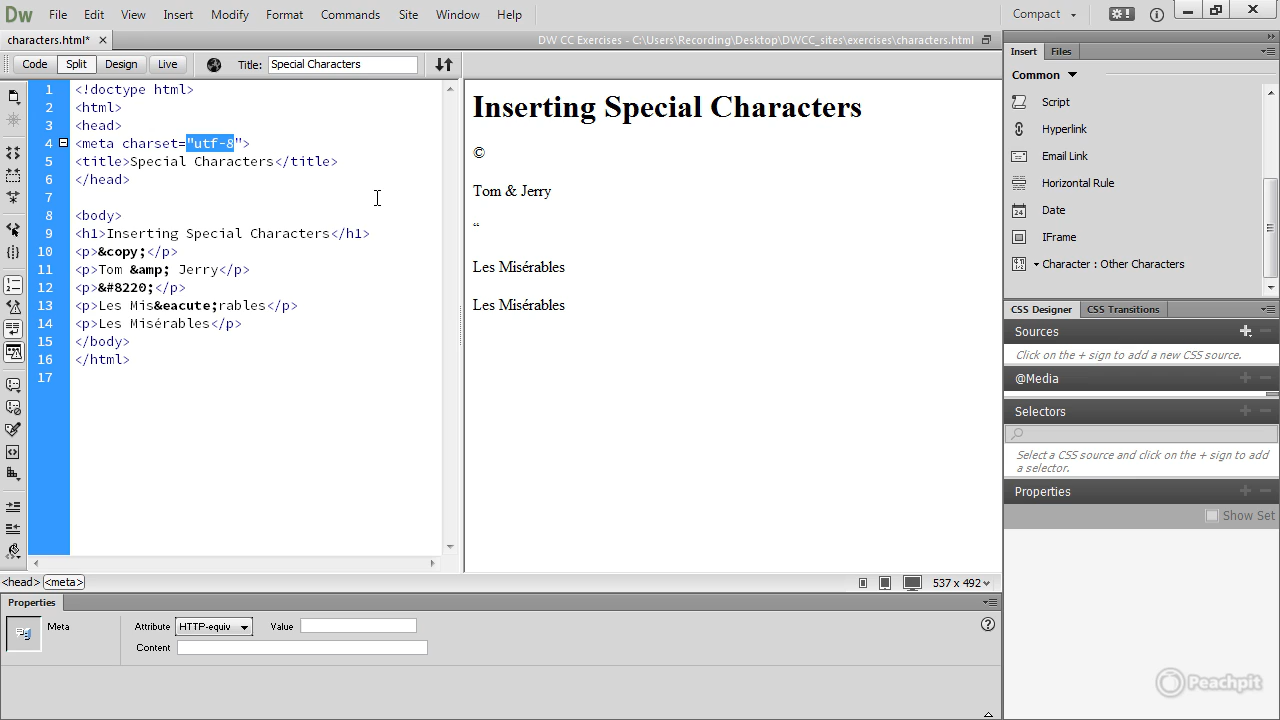 Dw File Edit View Insert Modify Format Commands Site Window Help Compact
characters.html* DW CC Exercises - C:\Users\Recording\Desktop\DWCC_sites\exercises\characters.html
Code Split Design Live Title: Special Characters
1 <!doctype html>
2 <html>
3 <head>
4 <meta charset="utf-8">
5 <title>Special Characters</title>
6 </head>
7
8 <body>
9 <h1>Inserting Special Characters</h1>
10 <p>&copy;</p>
11 <p>Tom &amp; Jerry</p>
12 <p>&#8220;</p>
13 <p>Les Mis&eacute;rables</p>
14 <p>Les Misérables</p>
15 </body>
16 </html>
17
Inserting Special Characters
©
Tom & Jerry
“
Les Misérables
Les Misérables
Insert Files
Common
Script
Hyperlink
Email Link
Horizontal Rule
Date
IFrame
Character : Other Characters
CSS Designer CSS Transitions
Sources
Click on the + sign to add a new CSS source.
@Media
Selectors
Select a CSS source and click on the + sign to add
a selector.
Properties
Show Set
<head> <meta> 537 x 492
Properties
Meta Attribute HTTP-equiv Value
Content
Peachpit